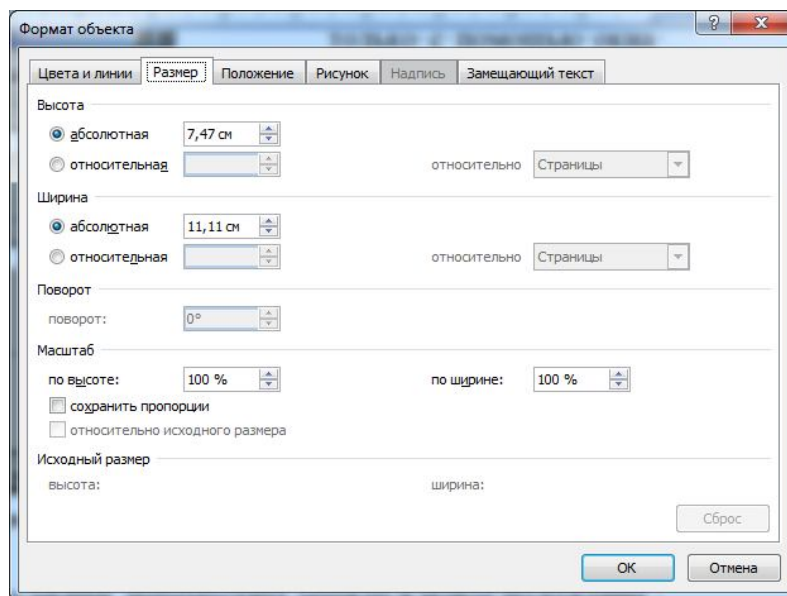 Формат объекта
Цвета и линии Размер Положение Рисунок Надпись Замещающий текст
Высота
абсолютная 7,47 см
относительная относительно Страницы
Ширина
абсолютная 11,11 см
относительная относительно Страницы
Поворот
поворот: 0°
Масштаб
по высоте: 100 % по ширине: 100 %
сохранить пропорции
относительно исходного размера
Исходный размер
высота: ширина:
Сброс
ОК Отмена